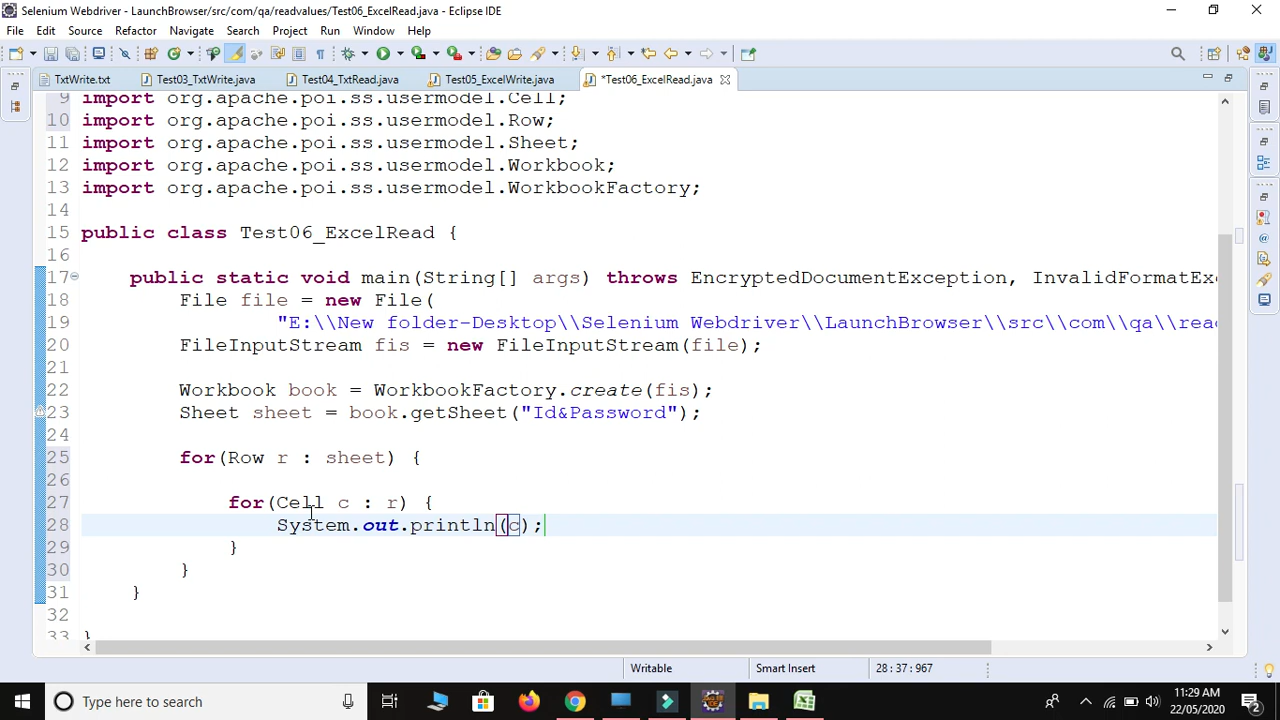 Selenium Webdriver - LaunchBrowser/src/com/qa/readvalues/Test06_ExcelRead.java - Eclipse IDE
File Edit Source Refactor Navigate Search Project Run Window Help
TxtWrite.txt Test03_TxtWrite.java Test04_TxtRead.java Test05_ExcelWrite.java *Test06_ExcelRead.java
9 import org.apache.poi.ss.usermodel.Cell;
10 import org.apache.poi.ss.usermodel.Row;
11 import org.apache.poi.ss.usermodel.Sheet;
12 import org.apache.poi.ss.usermodel.Workbook;
13 import org.apache.poi.ss.usermodel.WorkbookFactory;
14
15 public class Test06_ExcelRead {
16
17 public static void main(String[] args) throws EncryptedDocumentException, InvalidFormatExc
18 File file = new File(
19 "E:\\New folder-Desktop\\Selenium Webdriver\\LaunchBrowser\\src\\com\\qa\\rea
20 FileInputStream fis = new FileInputStream(file);
21
22 Workbook book = WorkbookFactory.create(fis);
23 Sheet sheet = book.getSheet("Id&Password");
24
25 for(Row r : sheet) {
26
27 for(Cell c : r) {
28 System.out.println(c);
29 }
30 }
31 }
32
33 }
Writable Smart Insert 28 : 37 : 967
Type here to search 11:29 AM
22/05/2020 2